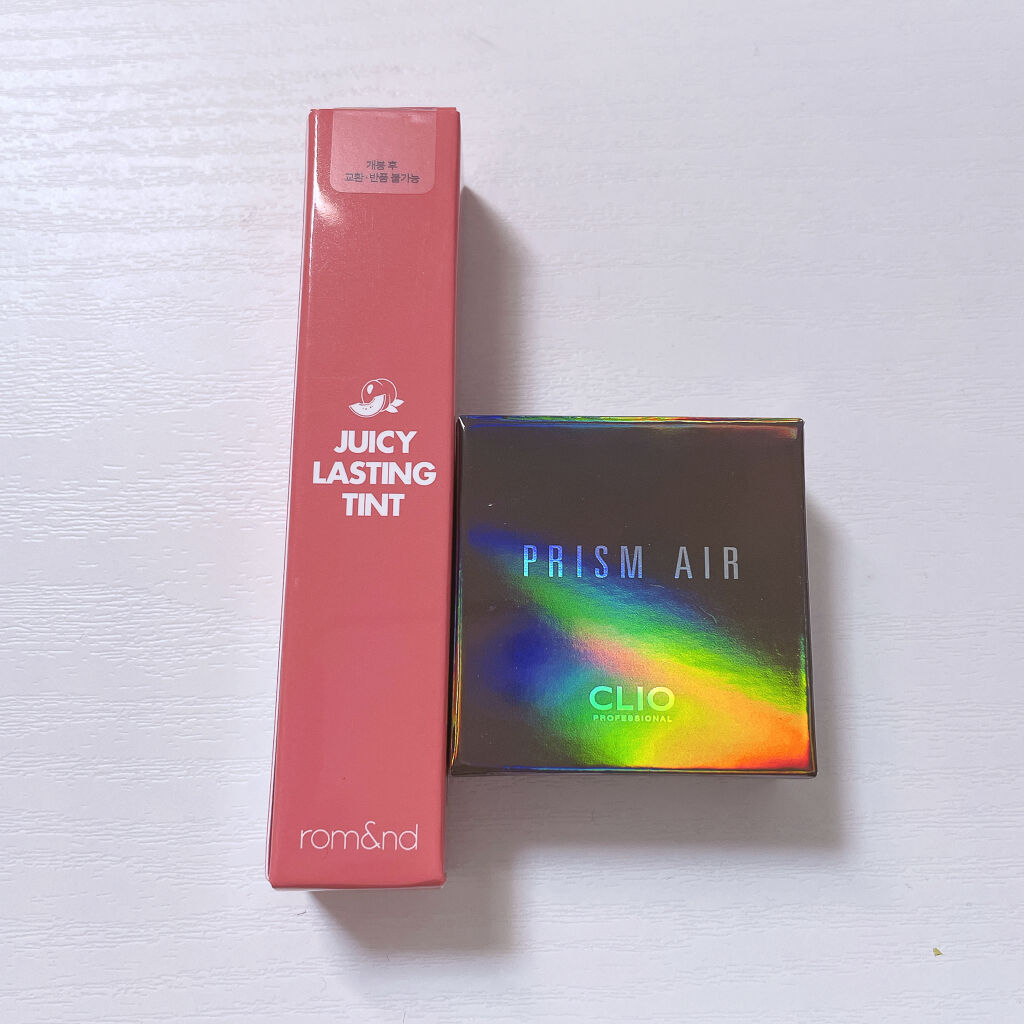 개봉 후
교환·반품 불가능
JUICY
LASTING
TINT
rom&nd
PRISM AIR
CLIO
PROFESSIONAL